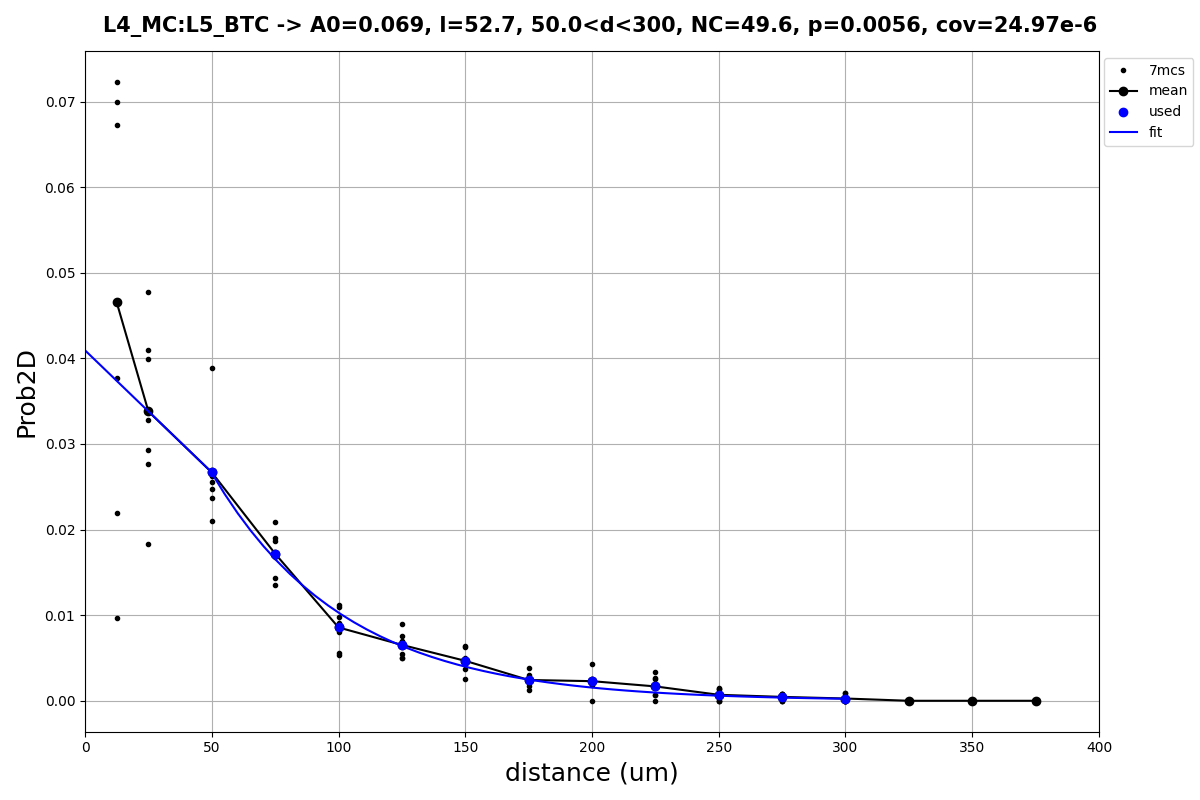 L4_MC:L5_BTC -> A0=0.069, l=52.7, 50.0<d<300, NC=49.6, p=0.0056, cov=24.97e-6
7mcs
mean
used
fit
0.07
0.06
0.05
0.04
0.03
0.02
0.01
0.00
Prob2D
0
50
100
150
200
250
300
350
400
distance (um)